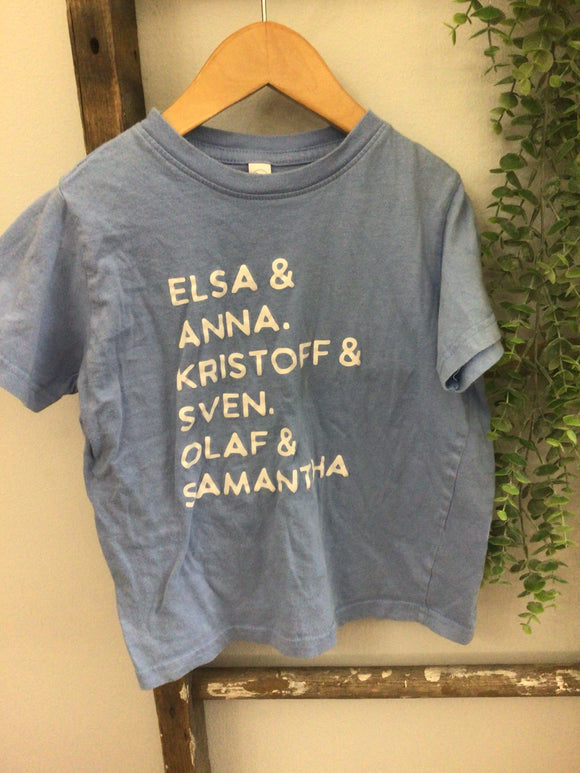 ELSA &
ANNA.
KRISTOFF &
SVEN.
OLAF &
SAMANTHA